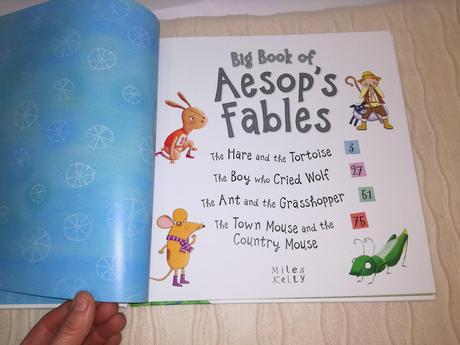 Big Book of
Aesop's
Fables
The Hare and the Tortoise 3
The Boy who Cried Wolf 27
The Ant and the Grasshopper 51
The Town Mouse and the 75
Country Mouse
Miles
Kelly